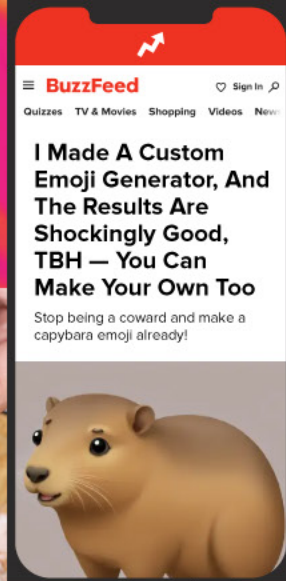 BuzzFeed
Sign In
Quizzes TV & Movies Shopping Videos News
I Made A Custom
Emoji Generator, And
The Results Are
Shockingly Good,
TBH — You Can
Make Your Own Too
Stop being a coward and make a
capybara emoji already!